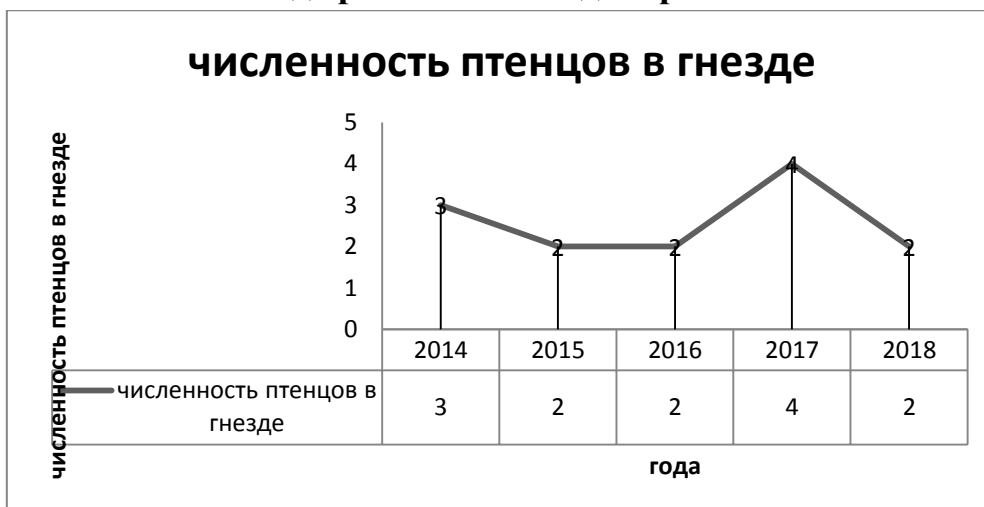 численность птенцов в гнезде
численность птенцов в гнезде
5
4
3
2
1
0
3
2
2
4
2
2014 2015 2016 2017 2018
численность птенцов в
гнезде
3 2 2 4 2
года